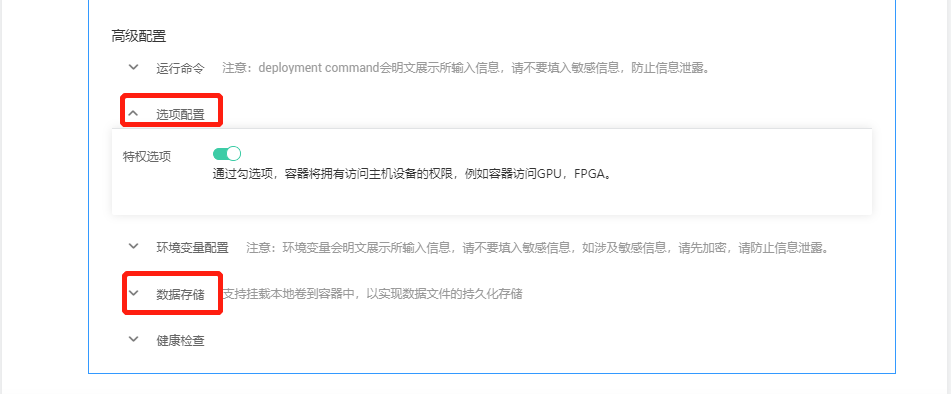 高级配置
运行命令 注意：deployment command会明文展示所输入信息，请不要填入敏感信息，防止信息泄露。
选项配置
特权选项
通过勾选项，容器将拥有访问主机设备的权限，例如容器访问GPU，FPGA。
环境变量配置 注意：环境变量会明文展示所输入信息，请不要填入敏感信息，如涉及敏感信息，请先加密，请防止信息泄露。
数据存储 支持挂载本地卷到容器中，以实现数据文件的持久化存储
健康检查